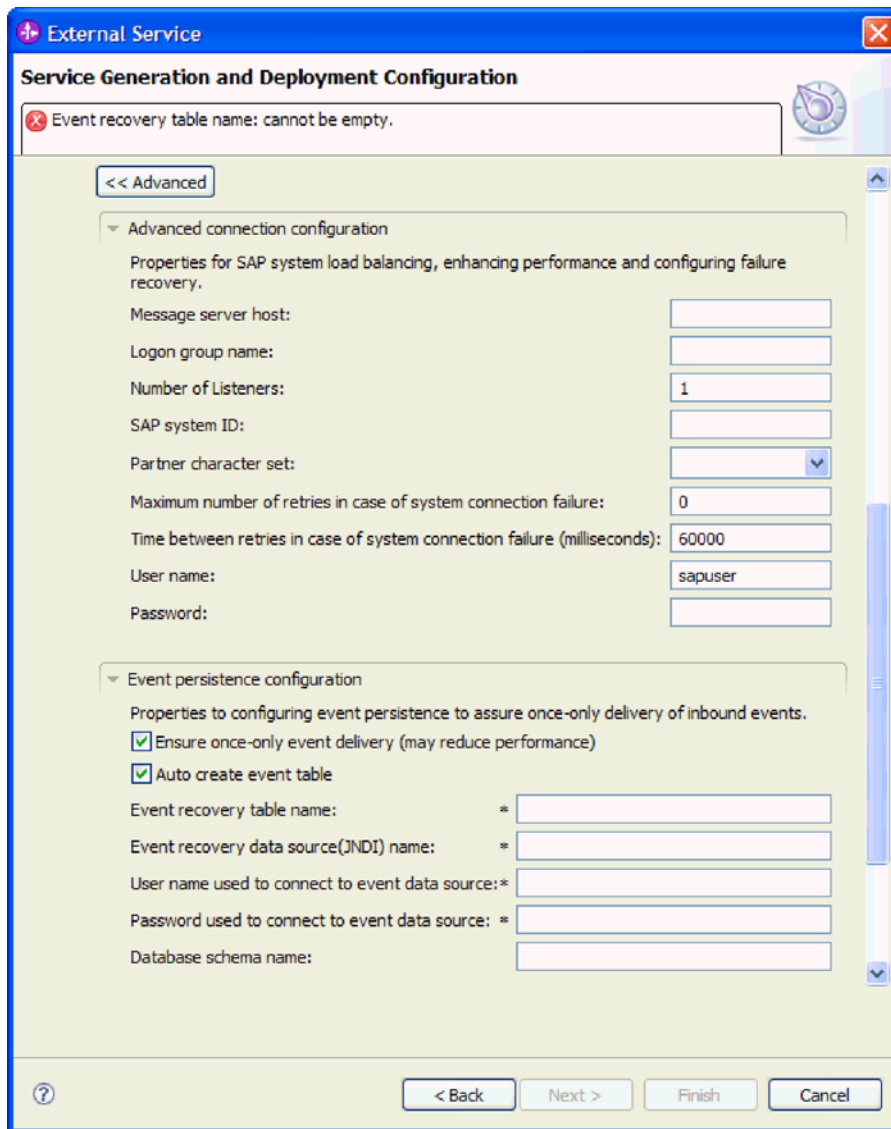 External Service
Service Generation and Deployment Configuration
Event recovery table name: cannot be empty.
<< Advanced
Advanced connection configuration
Properties for SAP system load balancing, enhancing performance and configuring failure
recovery.
Message server host:
Logon group name:
Number of Listeners: 1
SAP system ID:
Partner character set:
Maximum number of retries in case of system connection failure: 0
Time between retries in case of system connection failure (milliseconds): 60000
User name: sapuser
Password:
Event persistence configuration
Properties to configuring event persistence to assure once-only delivery of inbound events.
Ensure once-only event delivery (may reduce performance)
Auto create event table
Event recovery table name: *
Event recovery data source(JNDI) name: *
User name used to connect to event data source:*
Password used to connect to event data source: *
Database schema name:
? < Back Next > Finish Cancel